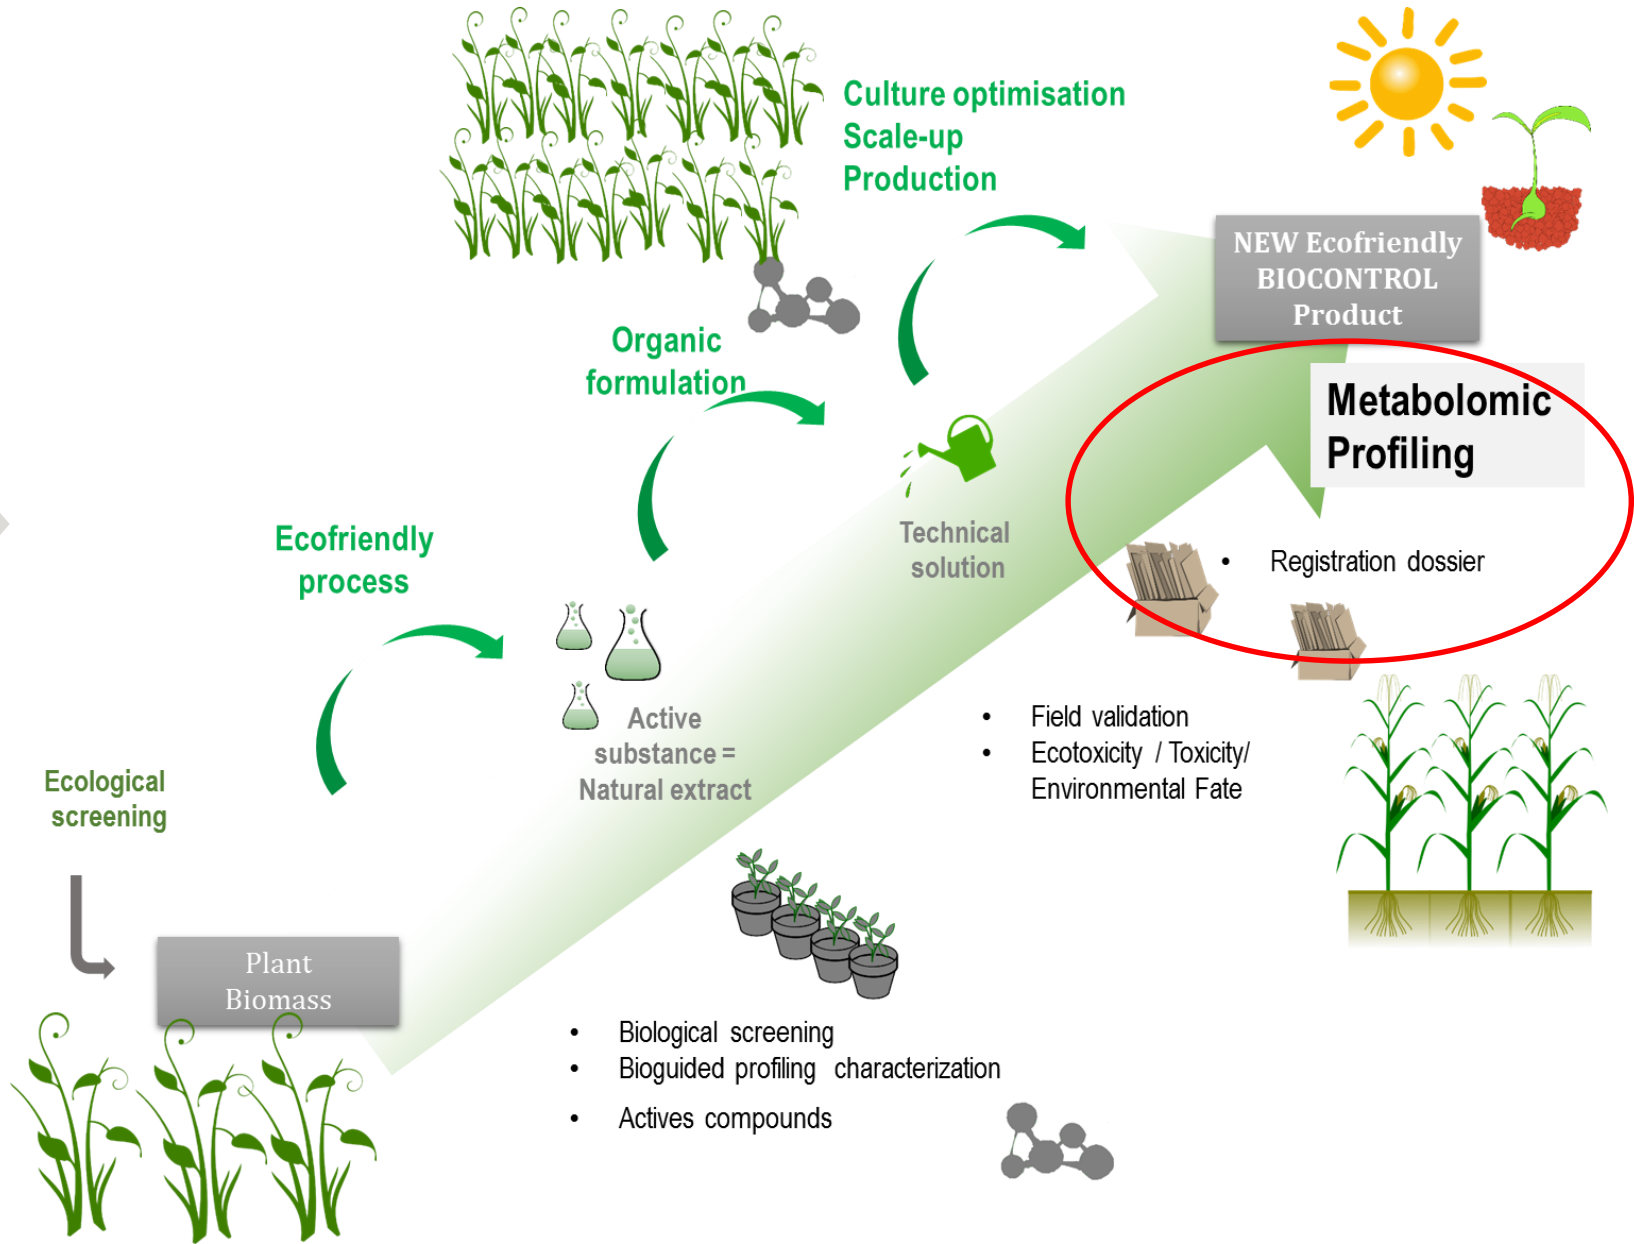 Culture optimisation
Scale-up
Production
NEW Ecofriendly
BIOCONTROL
Product
Organic
formulation
Metabolomic
Profiling
Ecofriendly
process
Technical
solution
• Registration dossier
Active
substance =
Natural extract
• Field validation
• Ecotoxicity / Toxicity/
Environmental Fate
Ecological
screening
Plant
Biomass
• Biological screening
• Bioguided profiling characterization
• Actives compounds